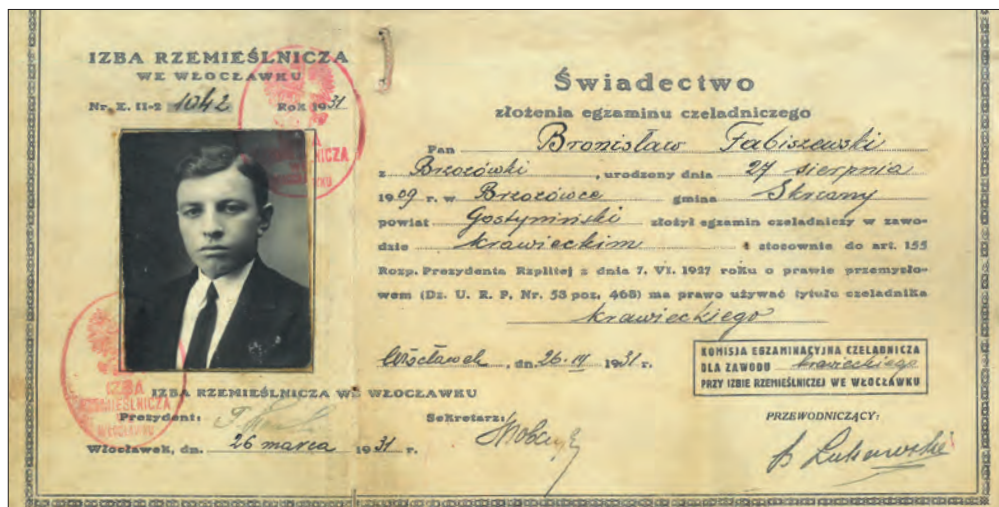 IZBA RZEMIEŚLNICZA
WE WŁOCŁAWKU
Nr. E. II-2 1042 Rok 1931
Świadectwo
złożenia egzaminu czeladniczego
Pan Bronisław Fabiszewski
z Brzozówki, urodzony dnia 27 sierpnia
1909 r. w Brzozówce gmina Skrzany
powiat Gostyniński złożył egzamin czeladniczy w zawo-
dzie krawieckim i stosownie do art. 155
Rozp. Prezydenta Rzplitej z dnia 7. VI. 1927 roku o prawie przemysło-
wem (Dz. U. R. P. Nr. 53 poz. 468) ma prawo używać tytułu czeladnika
krawieckiego
Włocławek, dn. 26. III 1931 r.
KOMISJA EGZAMINACYJNA CZELADNICZA
DLA ZAWODU krawieckiego
PRZY IZBIE RZEMIEŚLNICZEJ WE WŁOCŁAWKU
IZBA RZEMIEŚLNICZA WE WŁOCŁAWKU
Prezydent:
Sekretarz:
PRZEWODNICZĄCY:
Włocławek, dn. 26 marca 1931 r.
IZBA
RZEMIEŚLNICZA
WŁOCŁAWKU